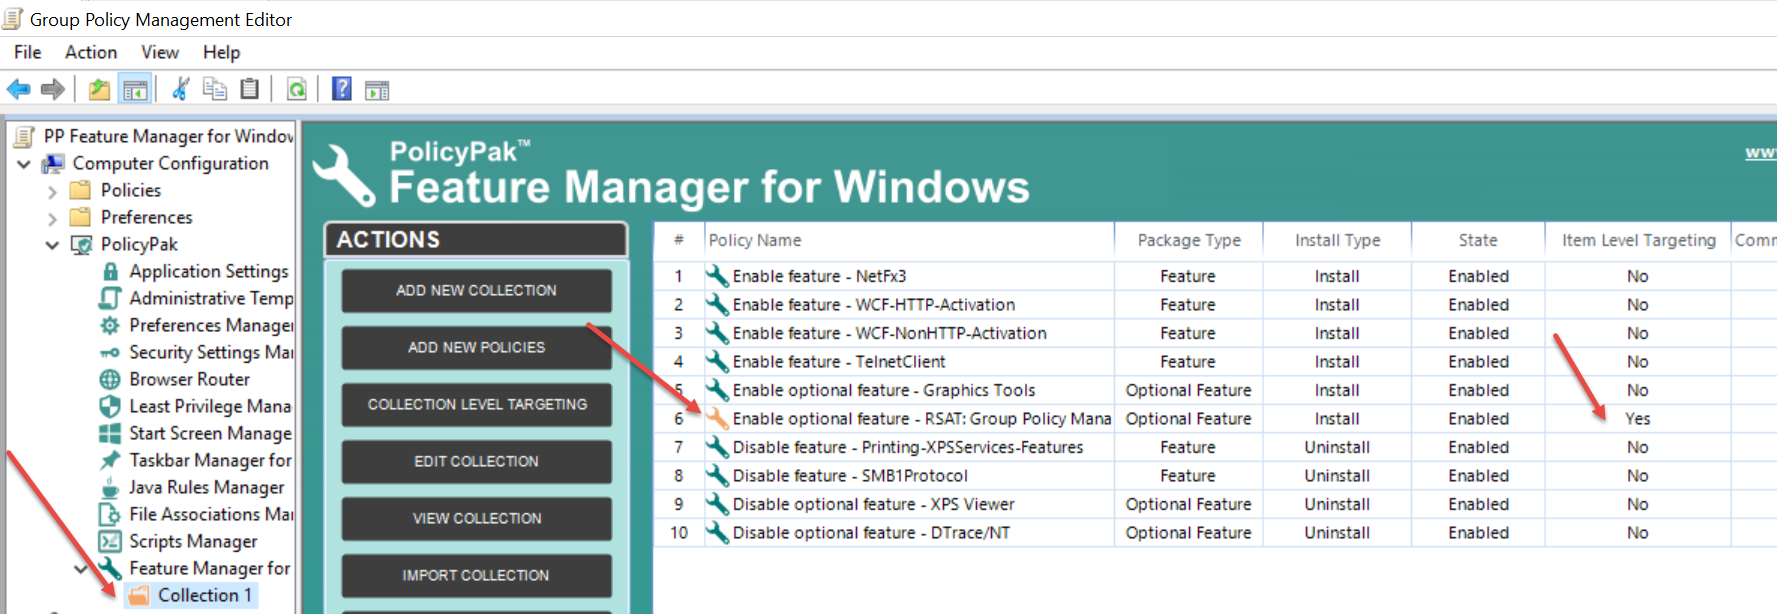 Group Policy Management Editor
File Action View Help
PP Feature Manager for Window
Computer Configuration
Policies
Preferences
PolicyPak
Application Settings
Administrative Temp
Preferences Manager
Security Settings Ma
Browser Router
Least Privilege Mana
Start Screen Manage
Taskbar Manager for
Java Rules Manager
File Associations Ma
Scripts Manager
Feature Manager for
Collection 1
PolicyPak™
Feature Manager for Windows
www
ACTIONS
ADD NEW COLLECTION
ADD NEW POLICIES
COLLECTION LEVEL TARGETING
EDIT COLLECTION
VIEW COLLECTION
IMPORT COLLECTION
# Policy Name Package Type Install Type State Item Level Targeting Comm
1 Enable feature - NetFx3 Feature Install Enabled No
2 Enable feature - WCF-HTTP-Activation Feature Install Enabled No
3 Enable feature - WCF-NonHTTP-Activation Feature Install Enabled No
4 Enable feature - TelnetClient Feature Install Enabled No
5 Enable optional feature - Graphics Tools Optional Feature Install Enabled No
6 Enable optional feature - RSAT: Group Policy Mana Optional Feature Install Enabled Yes
7 Disable feature - Printing-XPSServices-Features Feature Uninstall Enabled No
8 Disable feature - SMB1Protocol Feature Uninstall Enabled No
9 Disable optional feature - XPS Viewer Optional Feature Uninstall Enabled No
10 Disable optional feature - DTrace/NT Optional Feature Uninstall Enabled No